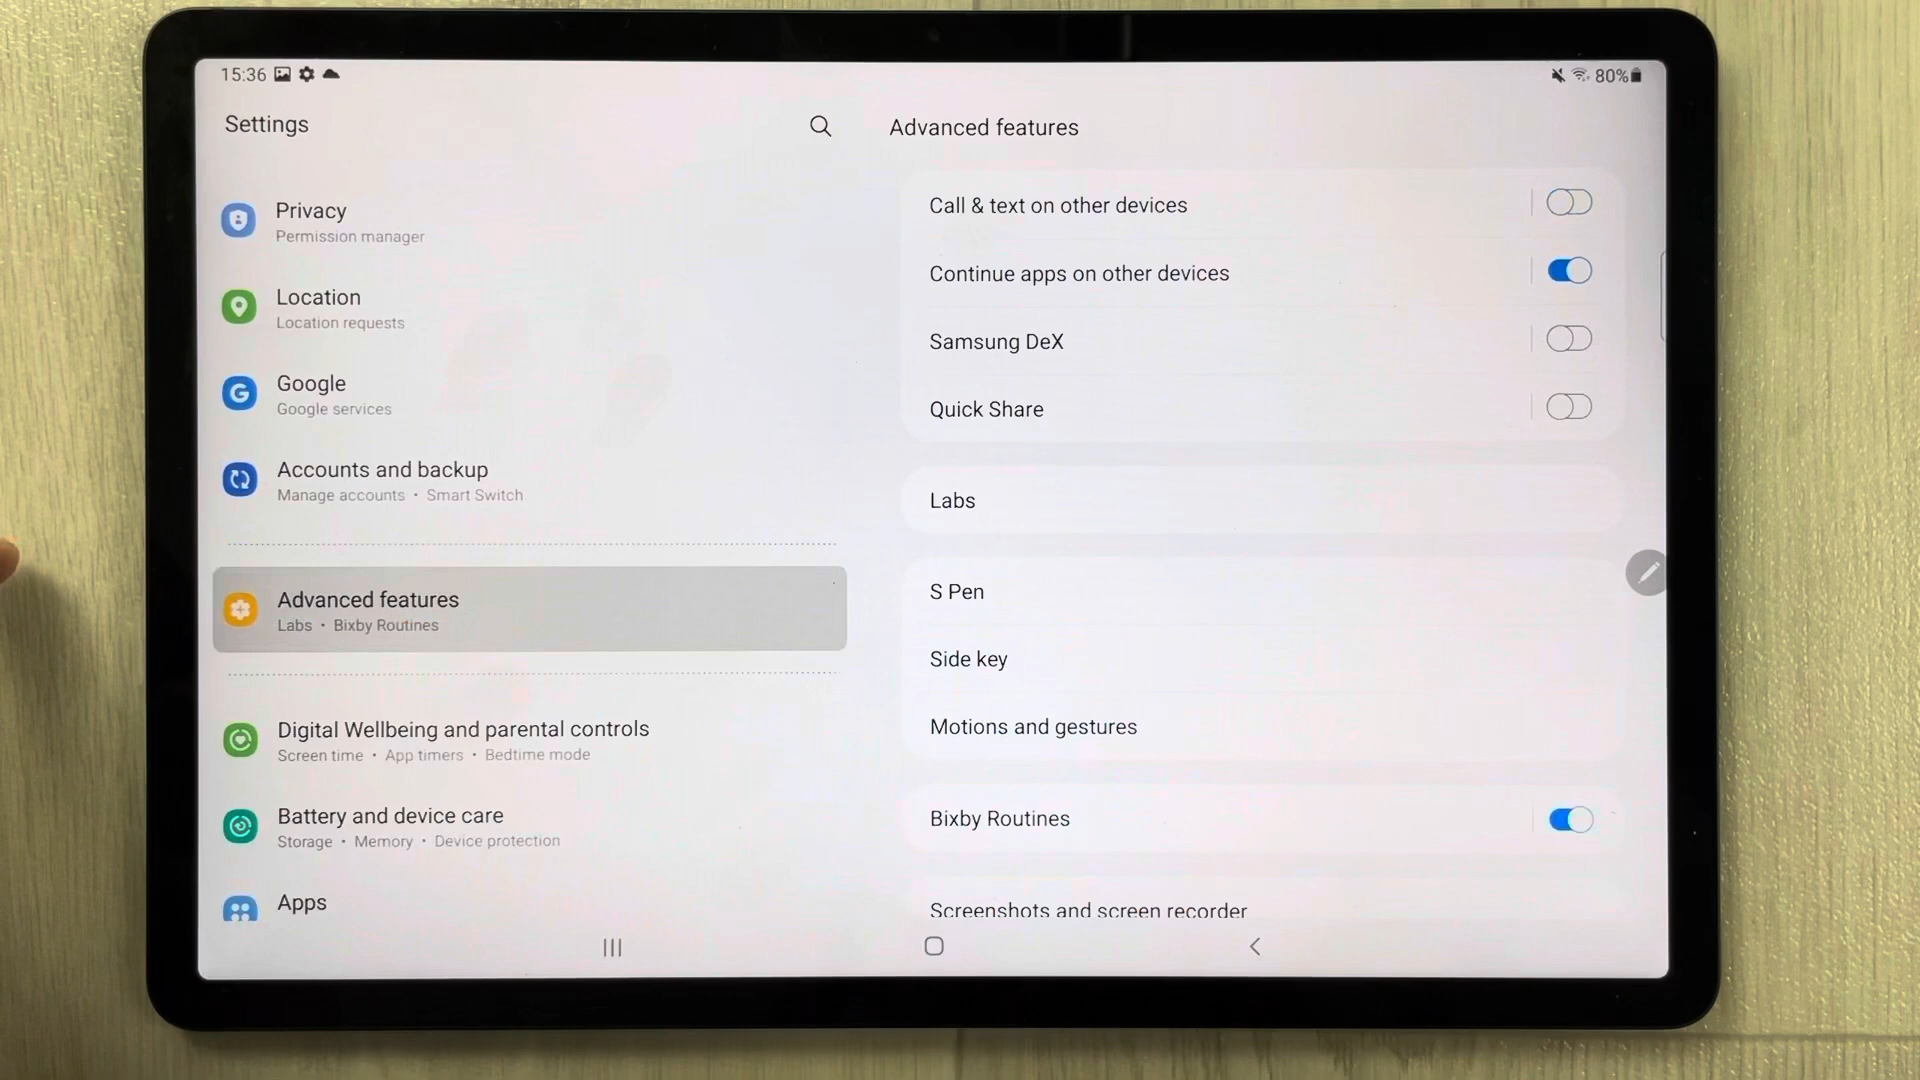 15:36
80%
Settings
Privacy
Permission manager
Location
Location requests
Google
Google services
Accounts and backup
Manage accounts • Smart Switch
Advanced features
Labs • Bixby Routines
Digital Wellbeing and parental controls
Screen time • App timers • Bedtime mode
Battery and device care
Storage • Memory • Device protection
Apps
Advanced features
Call & text on other devices
Continue apps on other devices
Samsung DeX
Quick Share
Labs
S Pen
Side key
Motions and gestures
Bixby Routines
Screenshots and screen recorder